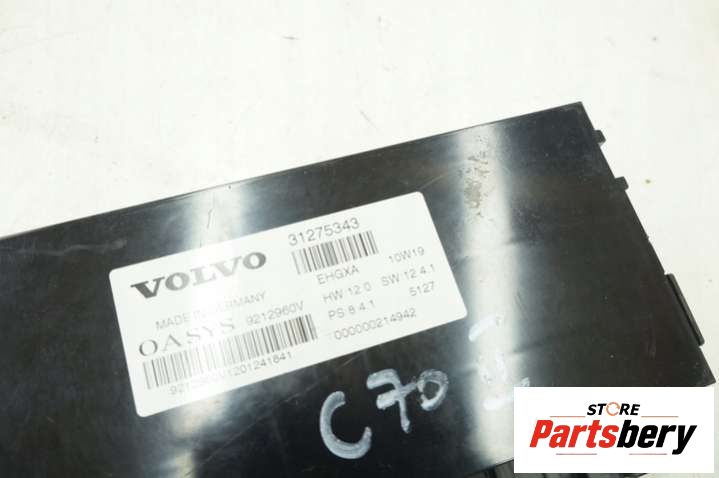 VOLVO
31275343
EHGXA 10W19
MADE IN GERMANY
HW 12.0 SW 12.4.1
OASYS 9212960V
PS 8.4.1 5127
000000214942
C70
STORE
Partsbery